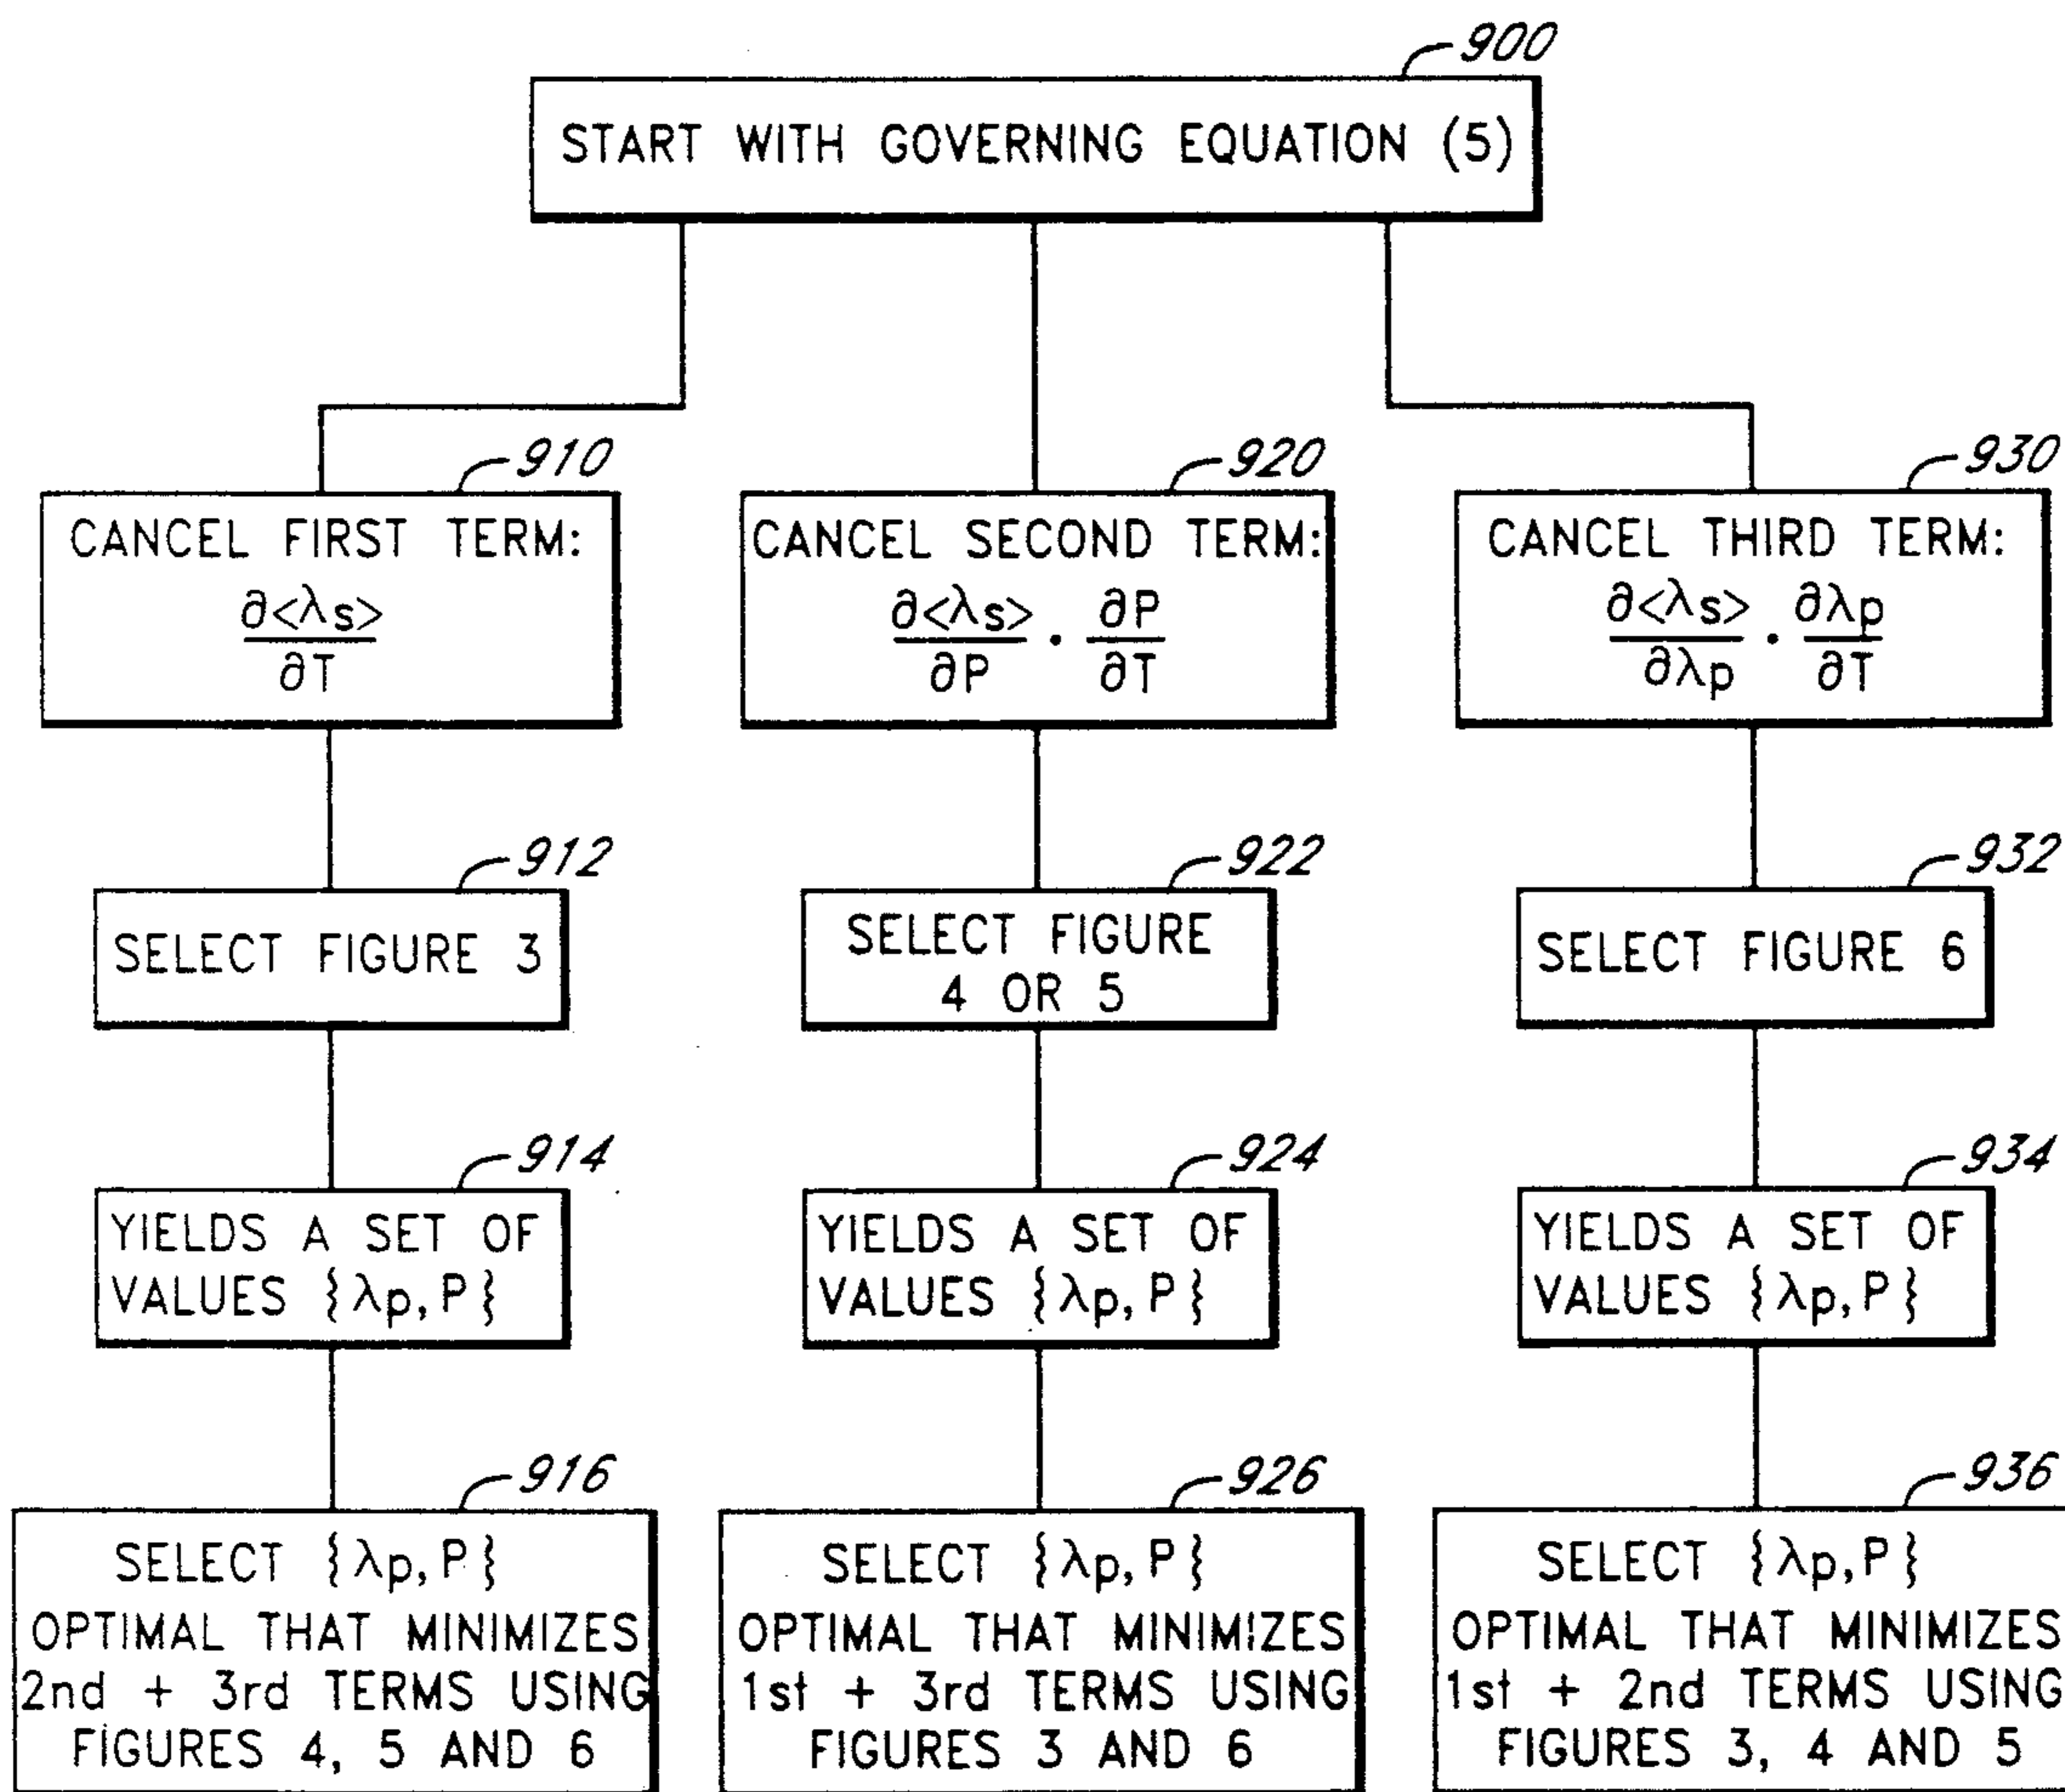 900
START WITH GOVERNING EQUATION (5)
910
CANCEL FIRST TERM:
∂<λs>
∂T
920
CANCEL SECOND TERM:
∂<λs> · ∂P
∂P ∂T
930
CANCEL THIRD TERM:
∂<λs> · ∂λp
∂λp ∂T
912
SELECT FIGURE 3
922
SELECT FIGURE
4 OR 5
932
SELECT FIGURE 6
914
YIELDS A SET OF
VALUES {λp, P}
924
YIELDS A SET OF
VALUES {λp, P}
934
YIELDS A SET OF
VALUES {λp, P}
916
SELECT {λp, P}
OPTIMAL THAT MINIMIZES
2nd + 3rd TERMS USING
FIGURES 4, 5 AND 6
926
SELECT {λp, P}
OPTIMAL THAT MINIMIZES
1st + 3rd TERMS USING
FIGURES 3 AND 6
936
SELECT {λp, P}
OPTIMAL THAT MINIMIZES
1st + 2nd TERMS USING
FIGURES 3, 4 AND 5